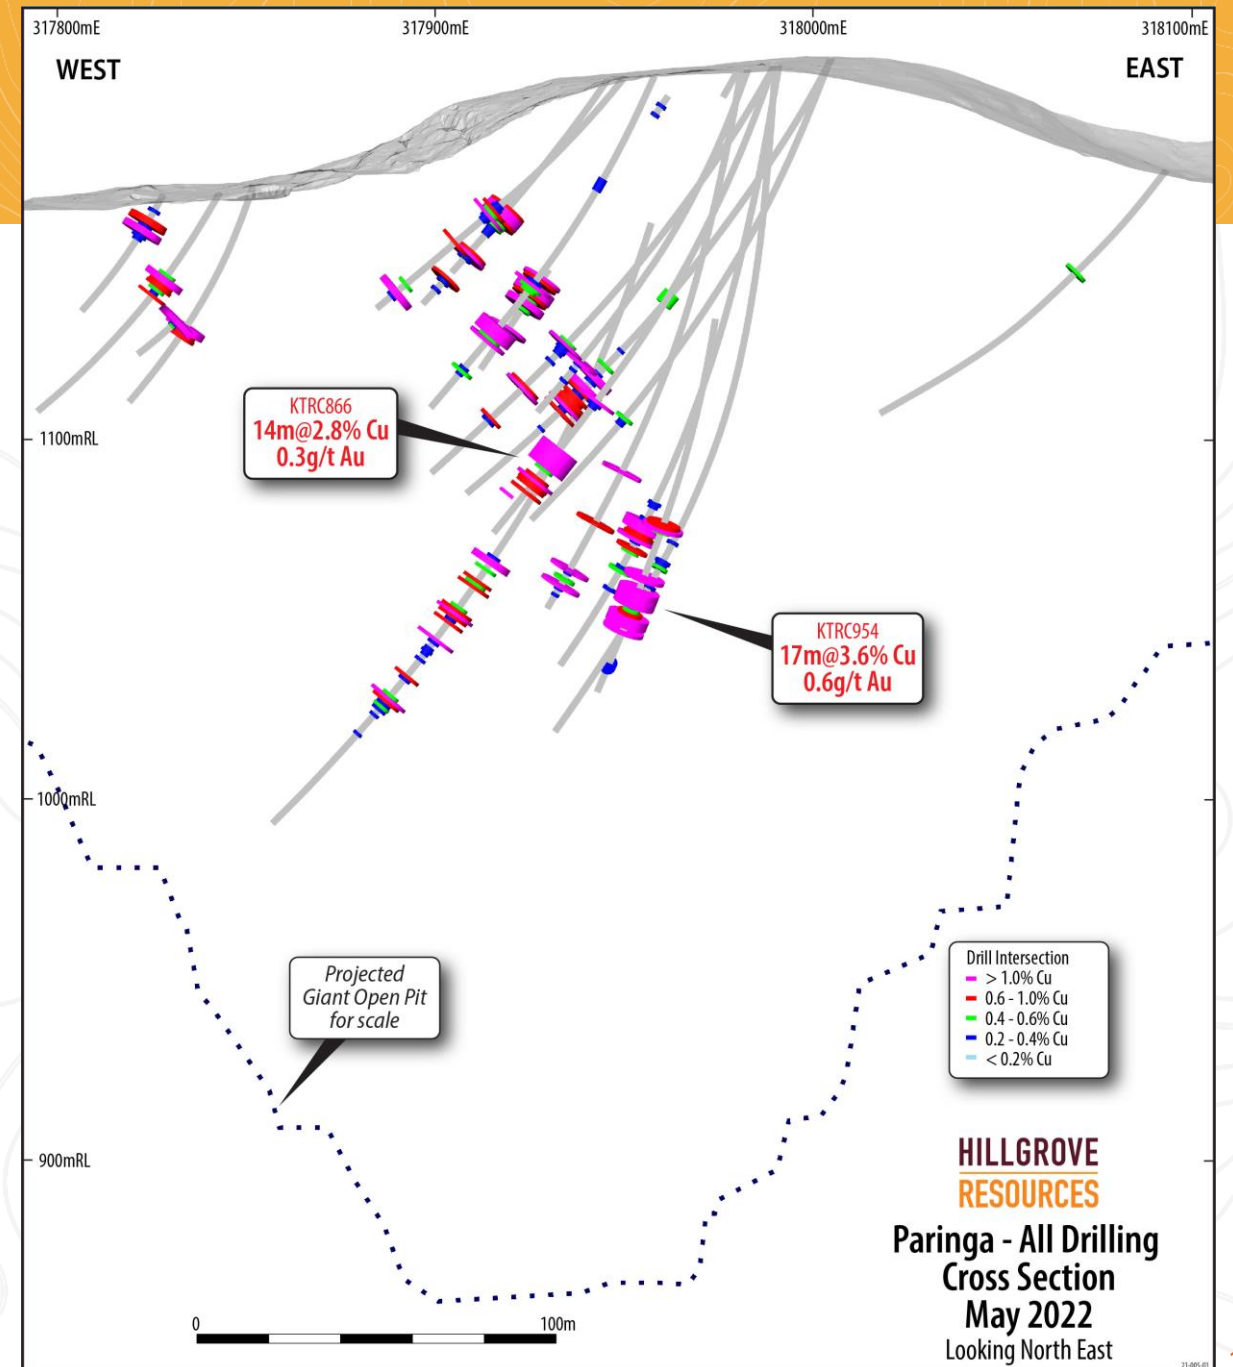 317800mE
317900mE
318000mE
318100mE
WEST
EAST
KTRC866
14m@2.8% Cu
0.3g/t Au
1100mRL
KTRC954
17m@3.6% Cu
0.6g/t Au
1000mRL
Projected
Giant Open Pit
for scale
Drill Intersection
> 1.0% Cu
0.6 - 1.0% Cu
0.4 - 0.6% Cu
0.2 - 0.4% Cu
< 0.2% Cu
900mRL
HILLGROVE
RESOURCES
Paringa - All Drilling
Cross Section
May 2022
Looking North East
0
100m